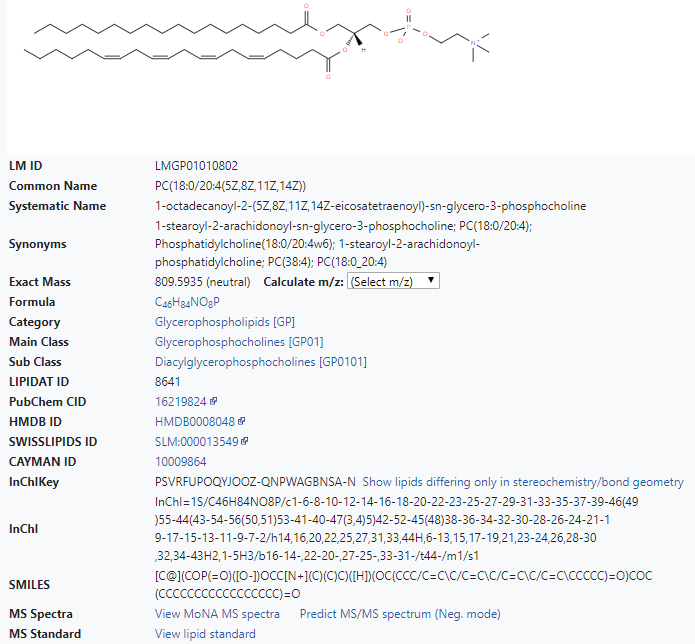 O
O
O
O
H
O
O
P
O
O
O
N+
LM ID LMGP01010802
Common Name PC(18:0/20:4(5Z,8Z,11Z,14Z))
Systematic Name 1-octadecanoyl-2-(5Z,8Z,11Z,14Z-eicosatetraenoyl)-sn-glycero-3-phosphocholine
1-stearoyl-2-arachidonoyl-sn-glycero-3-phosphocholine; PC(18:0/20:4);
Synonyms Phosphatidylcholine(18:0/20:4w6); 1-stearoyl-2-arachidonoyl-
phosphatidylcholine; PC(38:4); PC(18:0_20:4)
Exact Mass 809.5935 (neutral) Calculate m/z: (Select m/z)
Formula C46H84NO8P
Category Glycerophospholipids [GP]
Main Class Glycerophosphocholines [GP01]
Sub Class Diacylglycerophosphocholines [GP0101]
LIPIDAT ID 8641
PubChem CID 16219824
HMDB ID HMDB0008048
SWISSLIPIDS ID SLM:000013549
CAYMAN ID 10009864
InChIKey PSVRFUPOQYJOOZ-QNPWAGBNSA-N Show lipids differing only in stereochemistry/bond geometry
InChI=1S/C46H84NO8P/c1-6-8-10-12-14-16-18-20-22-23-25-27-29-31-33-35-37-39-46(49
InChI )55-44(43-54-56(50,51)53-41-40-47(3,4)5)42-52-45(48)38-36-34-32-30-28-26-24-21-1
9-17-15-13-11-9-7-2/h14,16,20,22,25,27,31,33,44H,6-13,15,17-19,21,23-24,26,28-30
,32,34-43H2,1-5H3/b16-14-,22-20-,27-25-,33-31-/t44-/m1/s1
SMILES [C@](COP(=O)([O-])OCC[N+](C)(C)C)([H])(OC(CCC/C=C\C/C=C\C/C=C\C/C=C\CCCCC)=O)COC
(CCCCCCCCCCCCCCCCC)=O
MS Spectra View MoNA MS spectra Predict MS/MS spectrum (Neg. mode)
MS Standard View lipid standard